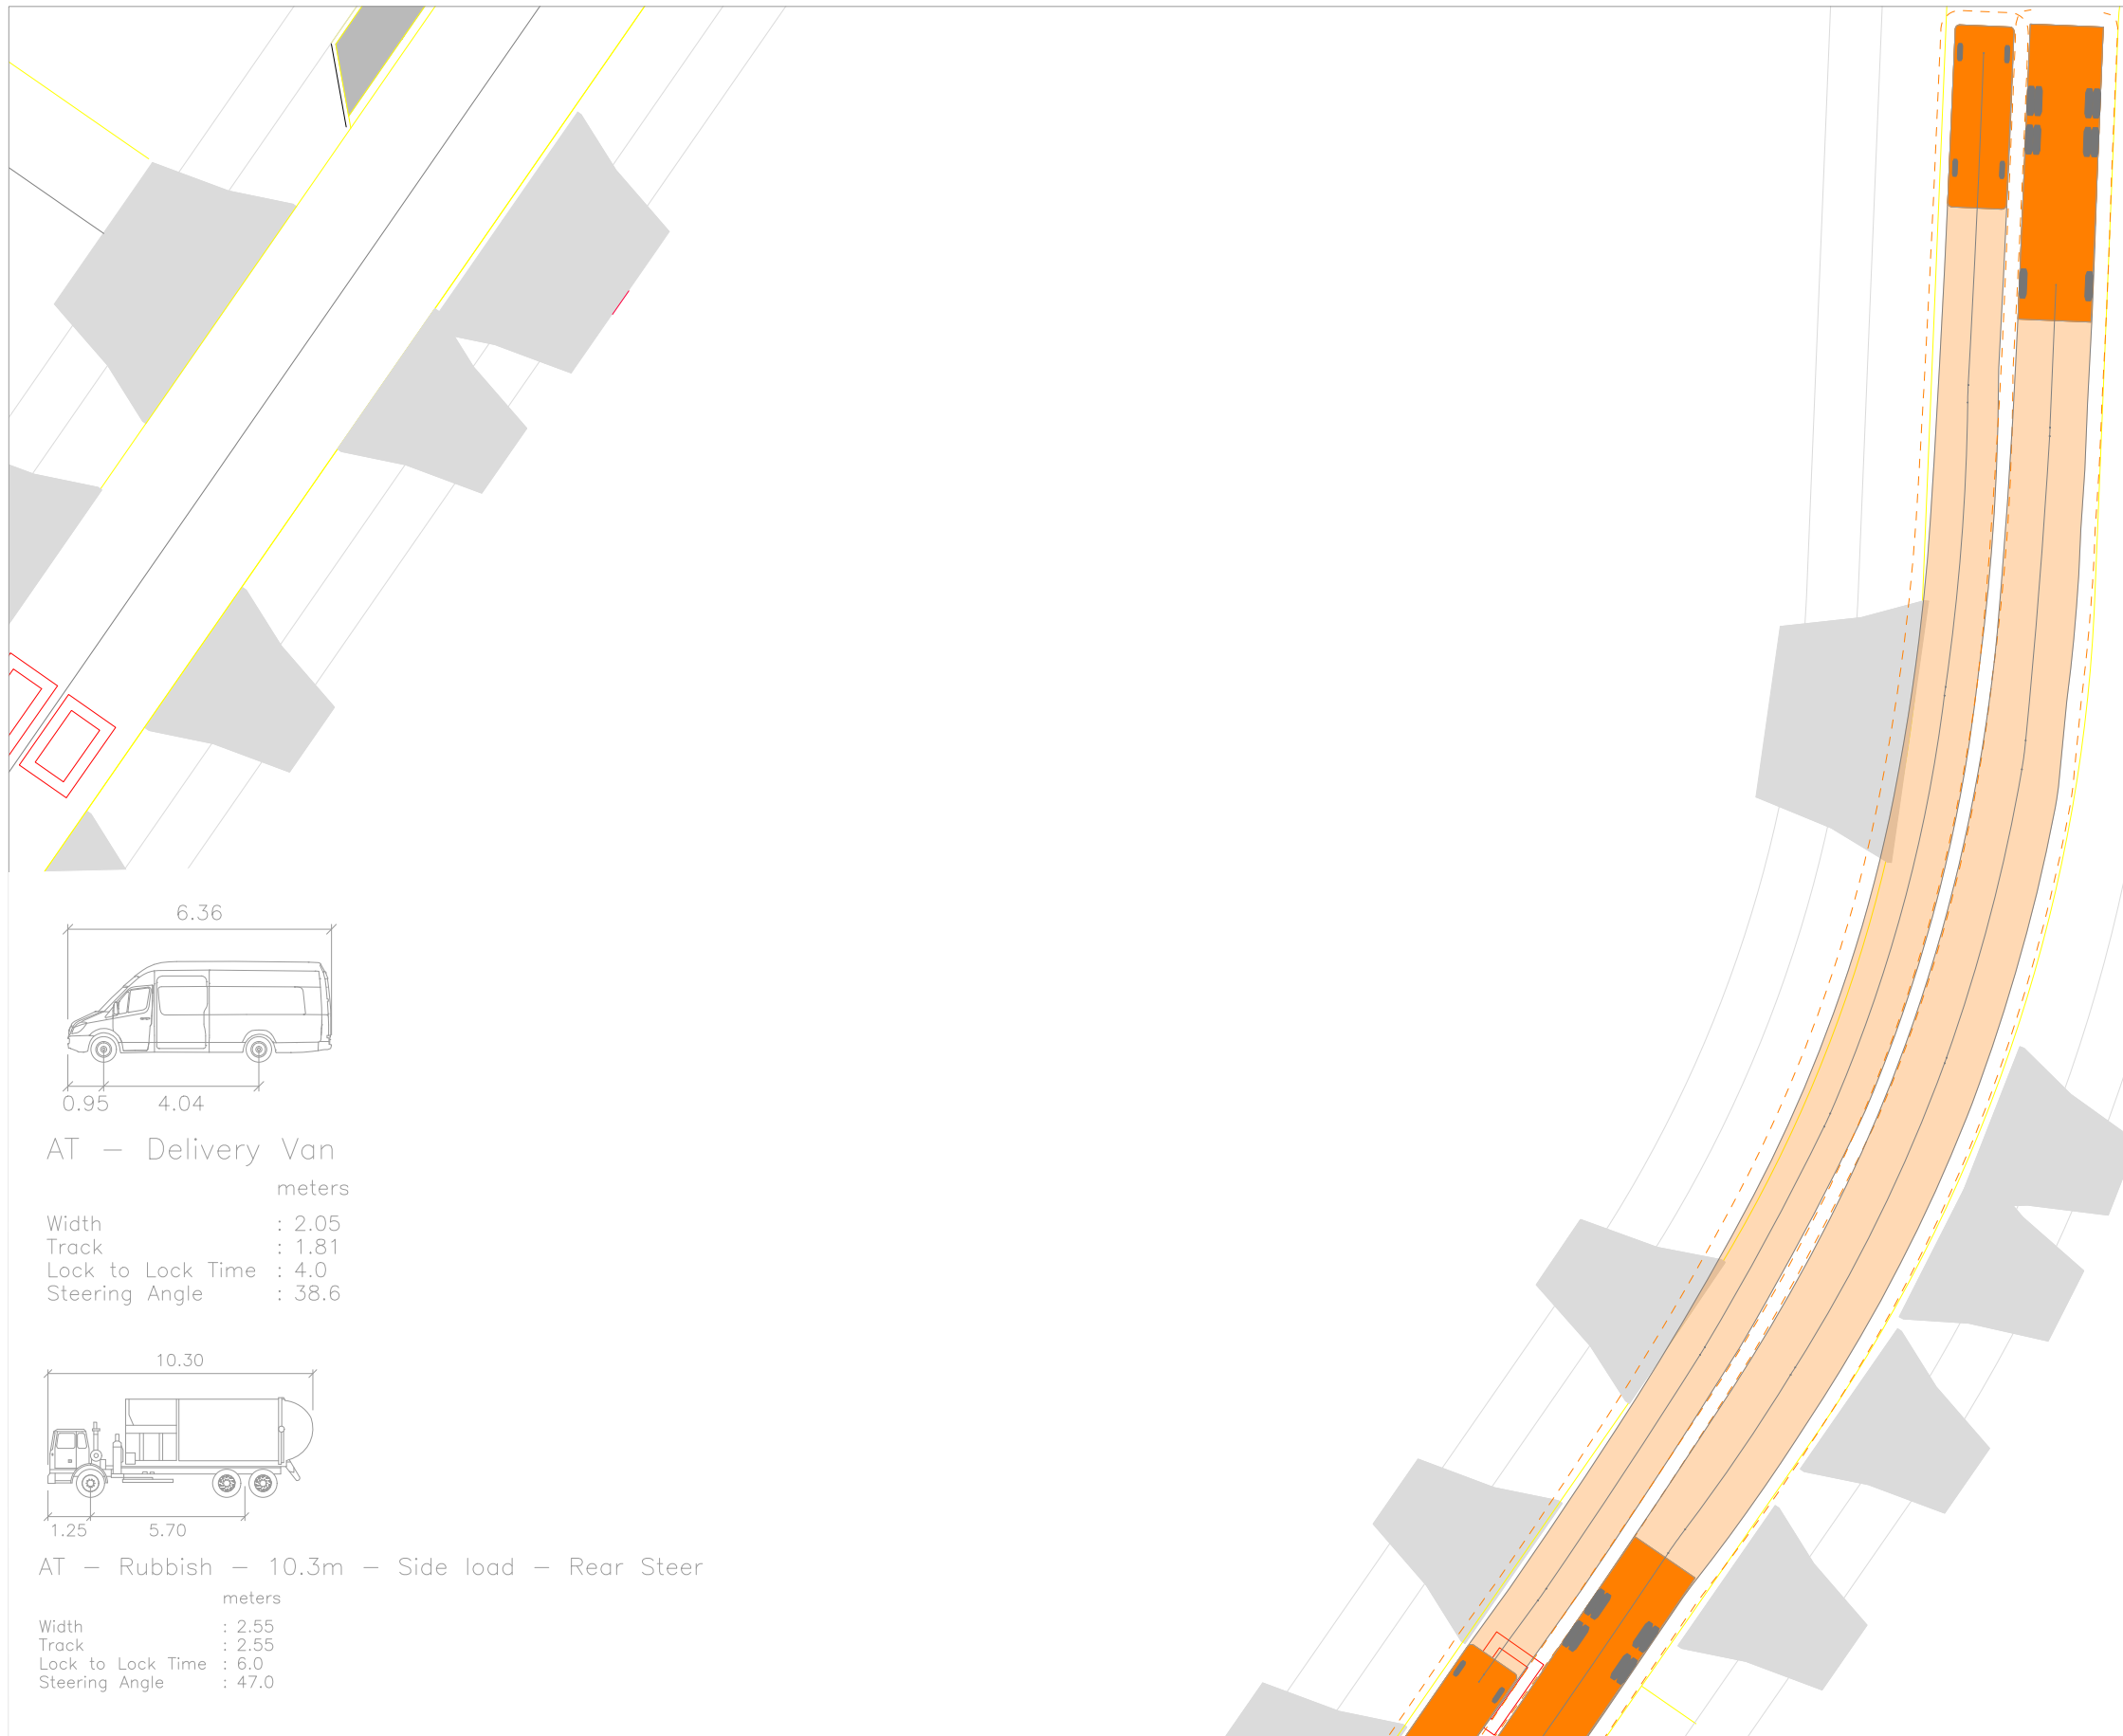 6.36
0.95 4.04
AT - Delivery Van
meters
Width : 2.05
Track : 1.81
Lock to Lock Time : 4.0
Steering Angle : 38.6
10.30
1.25 5.70
AT - Rubbish - 10.3m - Side load - Rear Steer
meters
Width : 2.55
Track : 2.55
Lock to Lock Time : 6.0
Steering Angle : 47.0